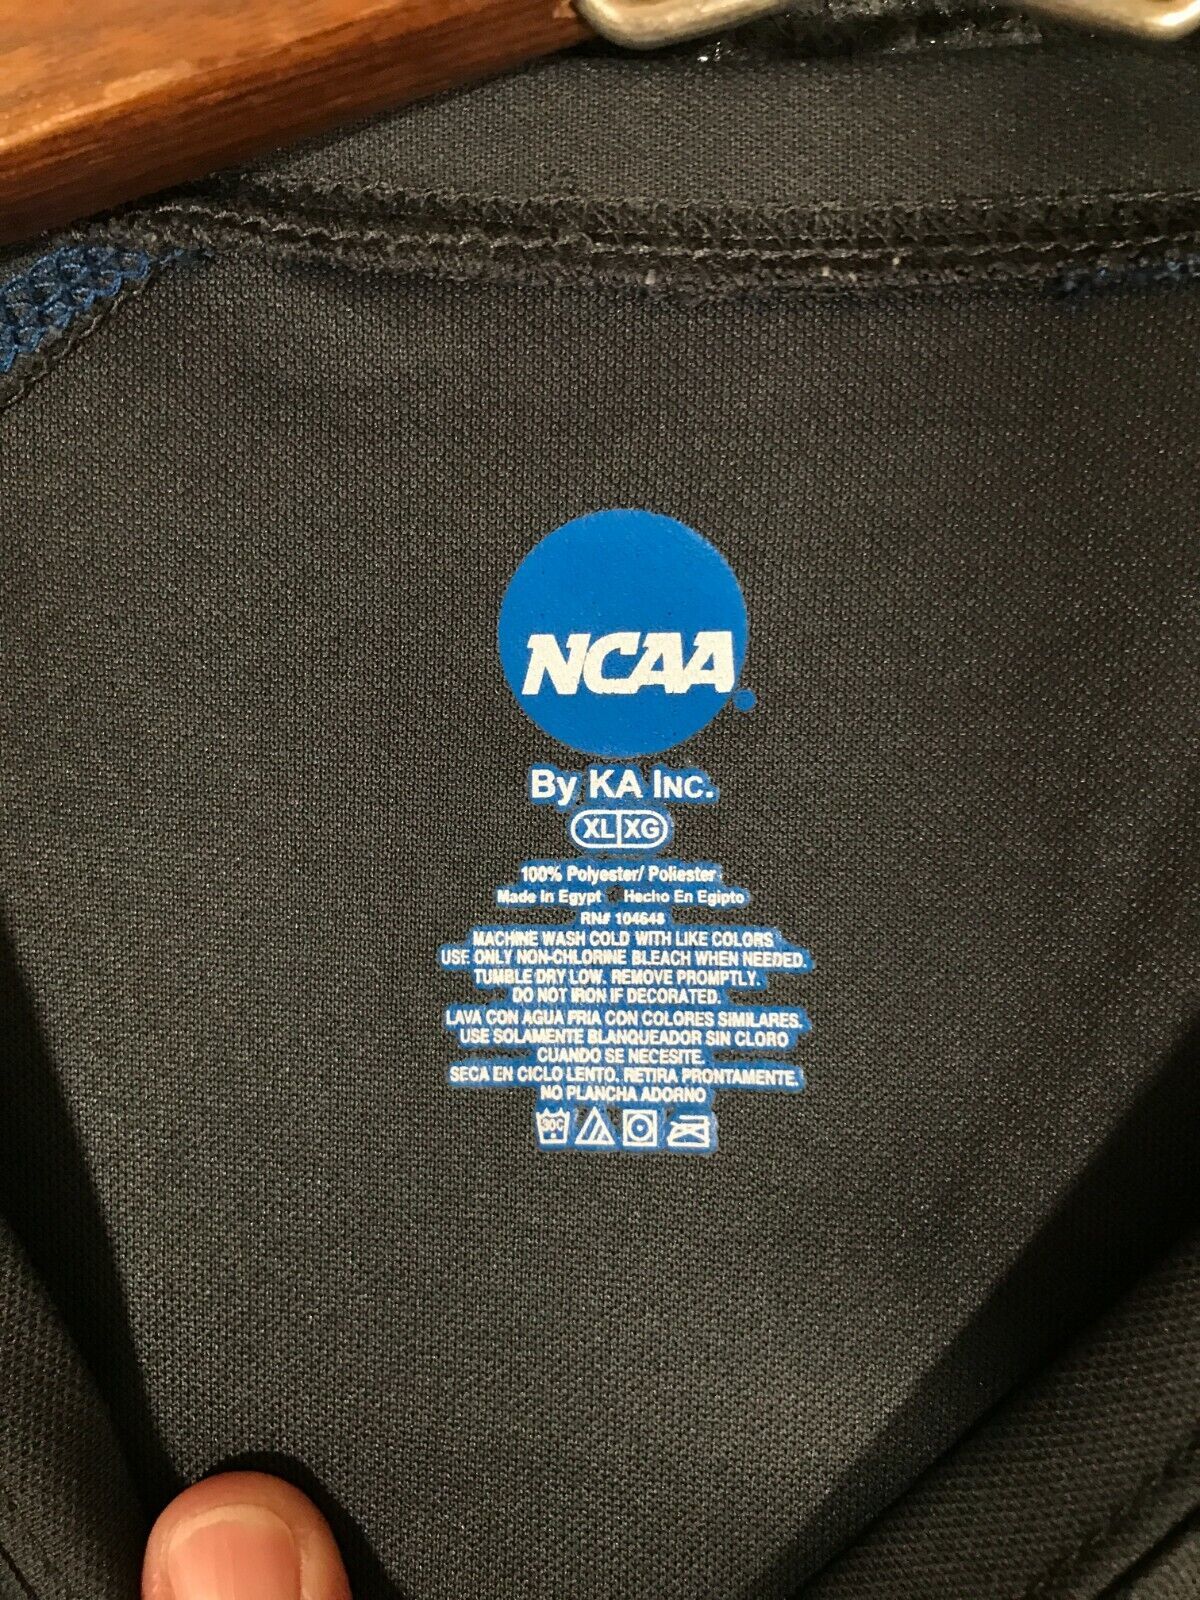 NCAA
By KA INC.
XL XG
100% Polyester/ Poliester
Made In Egypt Hecho En Egipto
RN# 104648
MACHINE WASH COLD WITH LIKE COLORS
USE ONLY NON-CHLORINE BLEACH WHEN NEEDED.
TUMBLE DRY LOW. REMOVE PROMPTLY.
DO NOT IRON IF DECORATED.
LAVA CON AGUA FRIA CON COLORES SIMILARES.
USE SOLAMENTE BLANQUEADOR SIN CLORO
CUANDO SE NECESITE.
SECA EN CICLO LENTO. RETIRA PRONTAMENTE.
NO PLANCHA ADORNO
30C